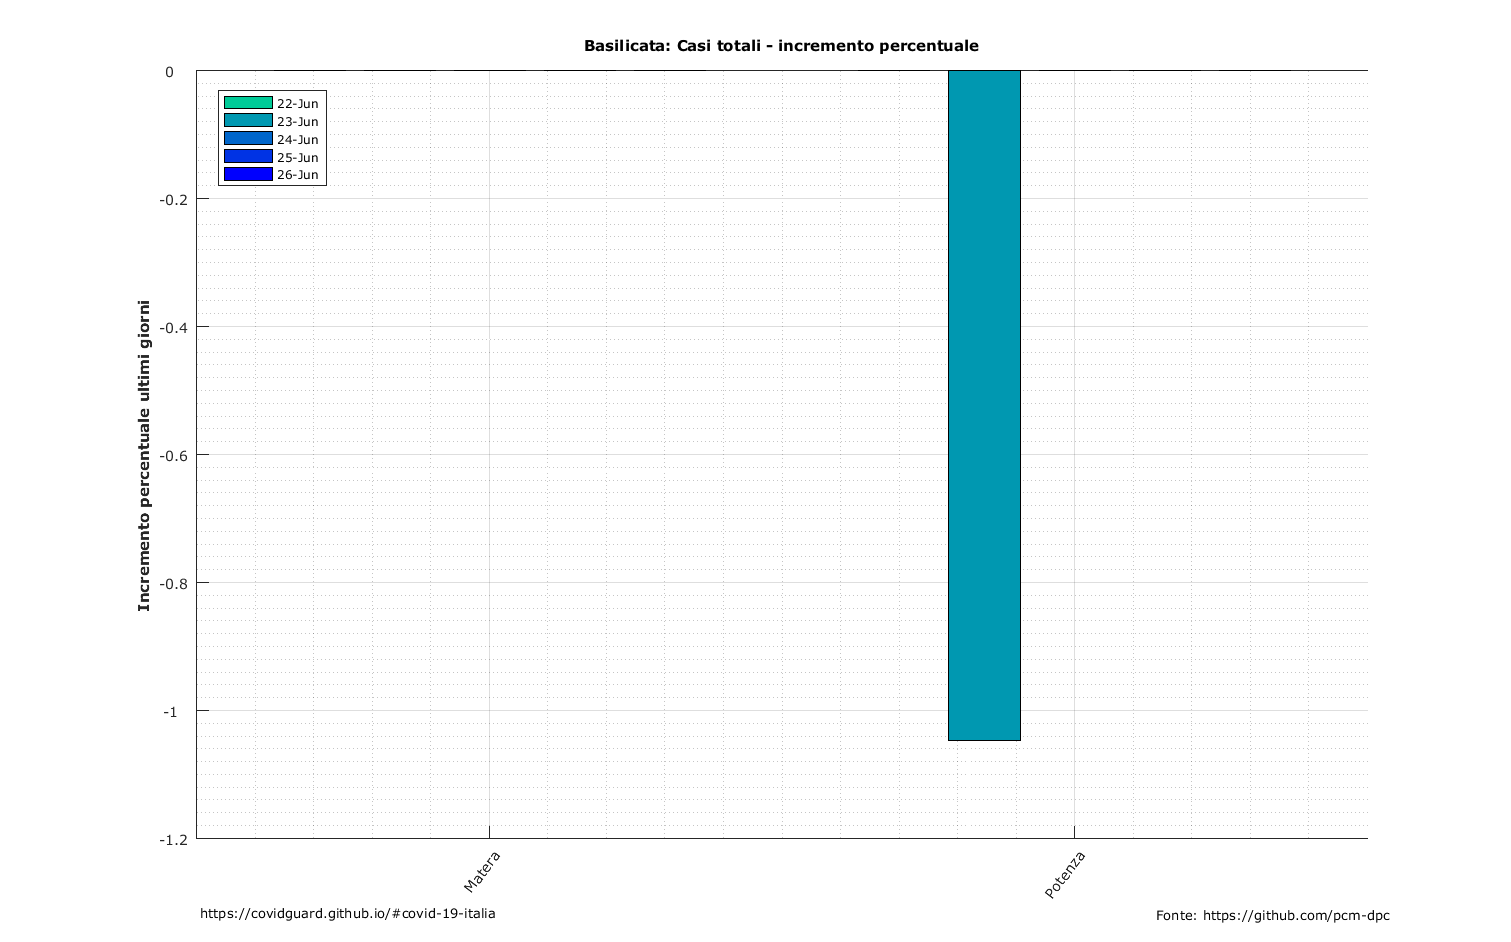 Basilicata: Casi totali - incremento percentuale
0
-0.2
-0.4
-0.6
-0.8
-1
-1.2
Incremento percentuale ultimi giorni
22-Jun
23-Jun
24-Jun
25-Jun
26-Jun
Matera
Potenza
https://covidguard.github.io/#covid-19-italia
Fonte: https://github.com/pcm-dpc